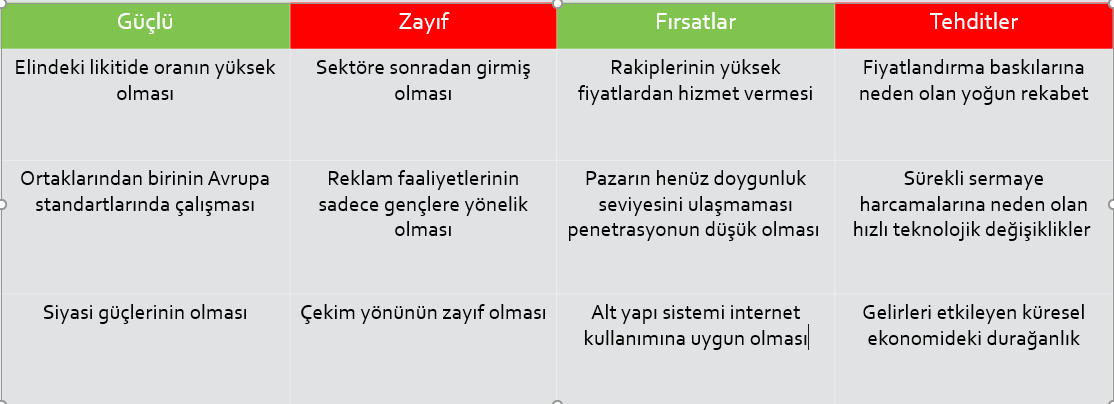 Güçlü
Zayıf
Fırsatlar
Tehditler
Elindeki likitide oranın yüksek
olması
Sektöre sonradan girmiş
olması
Rakiplerinin yüksek
fiyatlardan hizmet vermesi
Fiyatlandırma baskılarına
neden olan yoğun rekabet
Ortaklarından birinin Avrupa
standartlarında çalışması
Reklam faaliyetlerinin
sadece gençlere yönelik
olması
Pazarın henüz doygunluk
seviyesini ulaşmaması
penetrasyonun düşük olması
Sürekli sermaye
harcamalarına neden olan
hızlı teknolojik değişiklikler
Siyasi güçlerinin olması
Çekim yönünün zayıf olması
Alt yapı sistemi internet
kullanımına uygun olması
Gelirleri etkileyen küresel
ekonomideki durağanlık